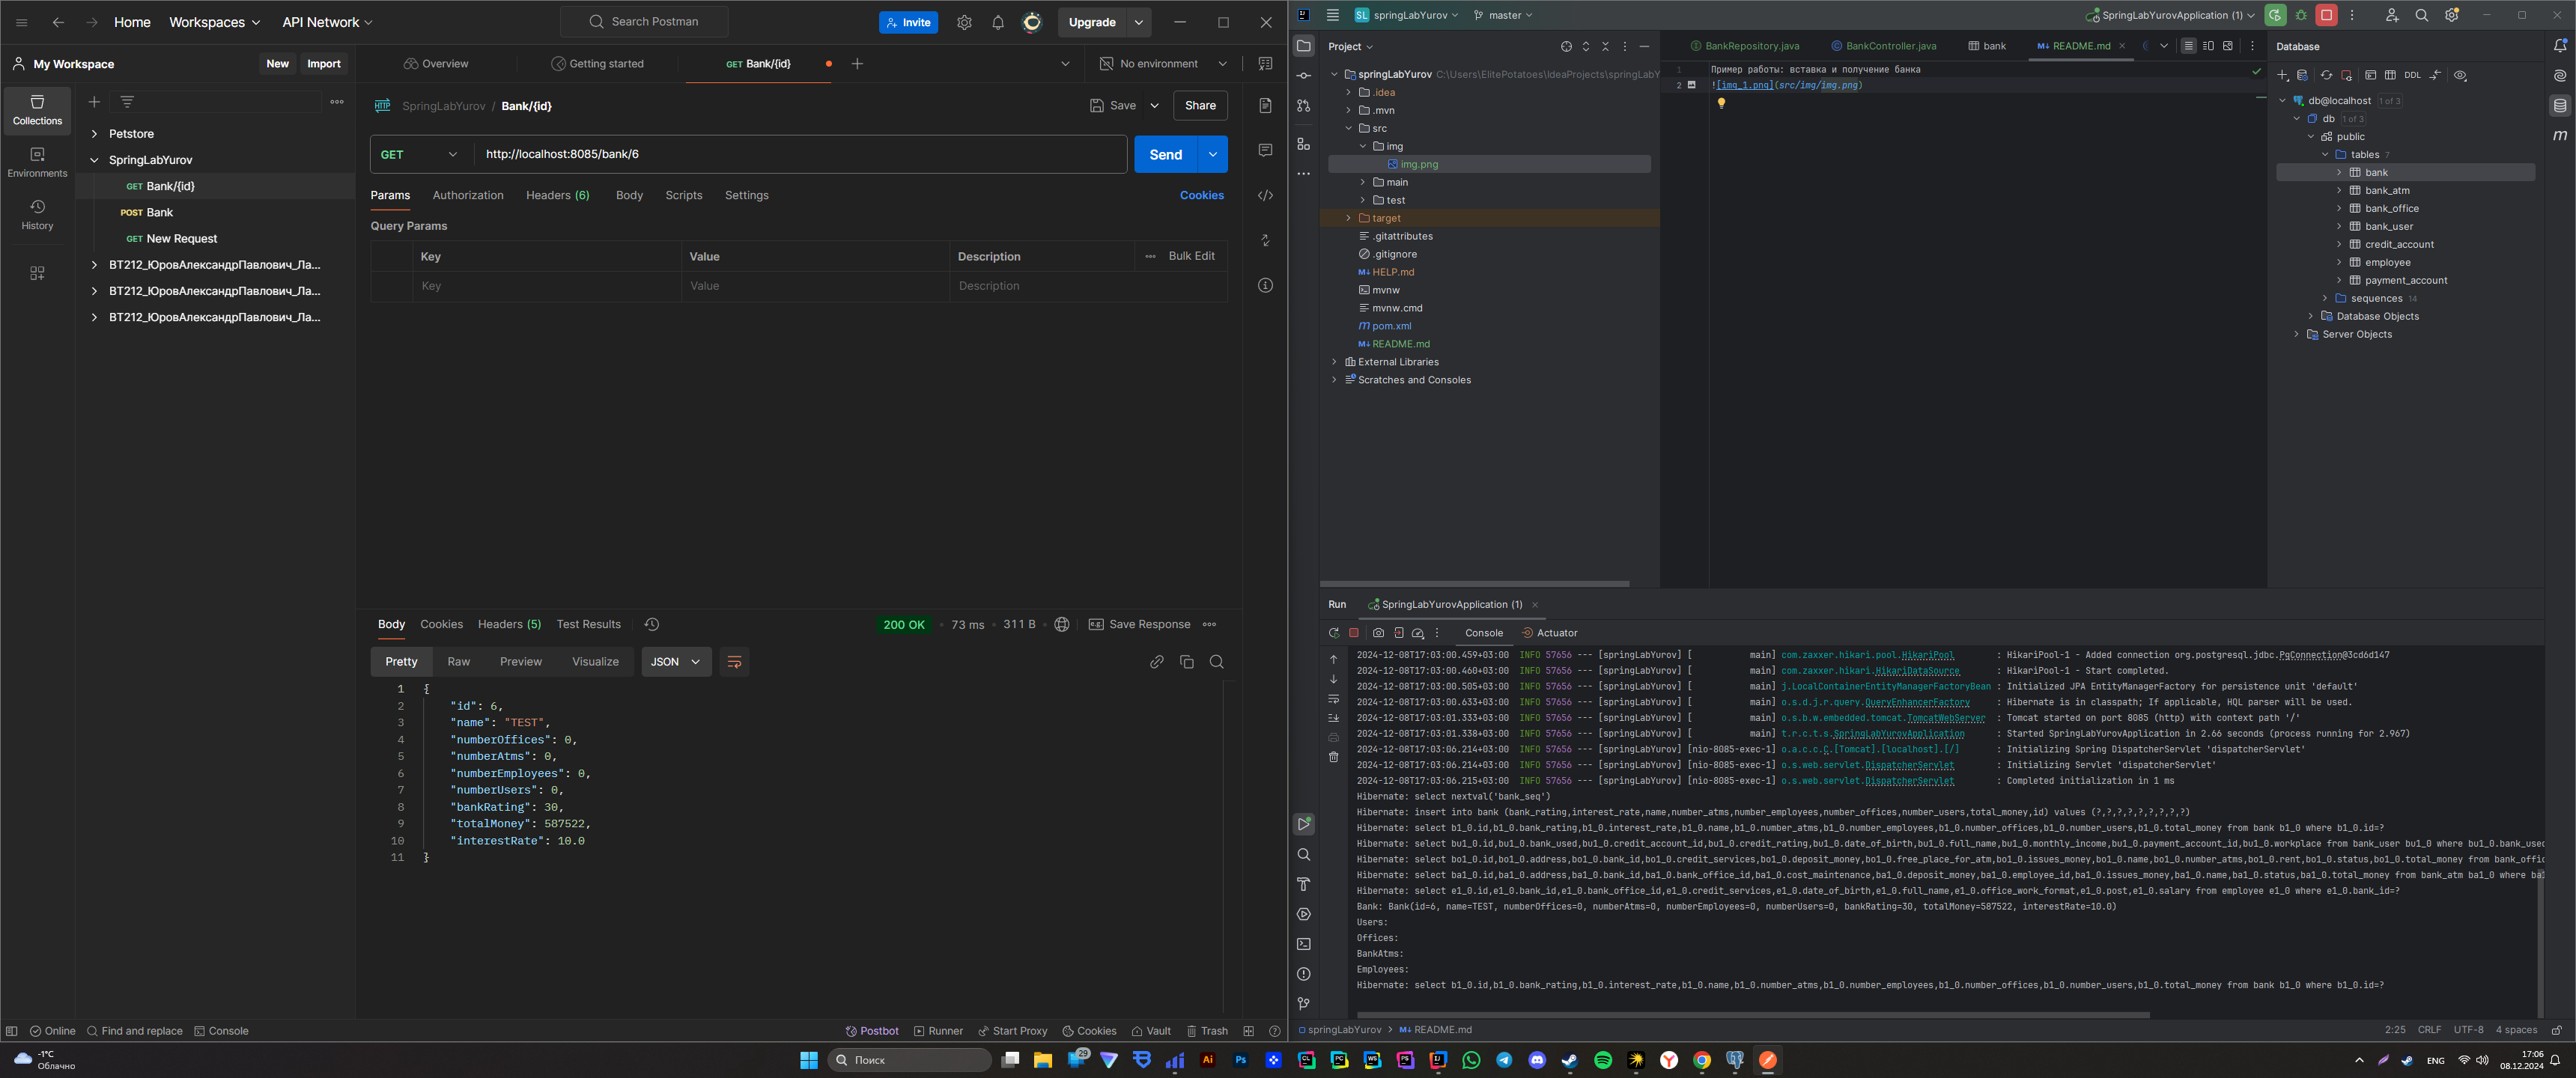 Home Workspaces API Network Search Postman Invite Upgrade
My Workspace New Import
Overview Getting started GET Bank/{id} No environment
Collections
Environments
History
Petstore
SpringLabYurov
GET Bank/{id}
POST Bank
GET New Request
ВТ212_ЮровАлександрПавлович_Ла...
ВТ212_ЮровАлександрПавлович_Ла...
ВТ212_ЮровАлександрПавлович_Ла...
HTTP SpringLabYurov / Bank/{id} Save Share
GET http://localhost:8085/bank/6 Send
Params Authorization Headers (6) Body Scripts Settings Cookies
Query Params
Key Value Description Bulk Edit
Key Value Description
Body Cookies Headers (5) Test Results 200 OK 73 ms 311 B Save Response
Pretty Raw Preview Visualize JSON
1 {
2 "id": 6,
3 "name": "TEST",
4 "numberOffices": 0,
5 "numberAtms": 0,
6 "numberEmployees": 0,
7 "numberUsers": 0,
8 "bankRating": 30,
9 "totalMoney": 587522,
10 "interestRate": 10.0
11 }
Online Find and replace Console Postbot Runner Start Proxy Cookies Vault Trash
SL springLabYurov master SpringLabYurovApplication (1)
Project
springLabYurov C:\Users\ElitePotatoes\IdeaProjects\springLabY
.idea
.mvn
src
img
img.png
main
test
target
.gitattributes
.gitignore
HELP.md
mvnw
mvnw.cmd
pom.xml
README.md
External Libraries
Scratches and Consoles
BankRepository.java BankController.java bank README.md
1 Пример работы: вставка и получение банка
2 ![img_1.png](src/img/img.png)
Database
DDL
db@localhost 1 of 3
db 1 of 3
public
tables 7
bank
bank_atm
bank_office
bank_user
credit_account
employee
payment_account
sequences 14
Database Objects
Server Objects
Run SpringLabYurovApplication (1)
Console Actuator
2024-12-08T17:03:00.459+03:00 INFO 57656 --- [springLabYurov] [ main] com.zaxxer.hikari.pool.HikariPool : HikariPool-1 - Added connection org.postgresql.jdbc.PgConnection@3cd6d147
2024-12-08T17:03:00.460+03:00 INFO 57656 --- [springLabYurov] [ main] com.zaxxer.hikari.HikariDataSource : HikariPool-1 - Start completed.
2024-12-08T17:03:00.505+03:00 INFO 57656 --- [springLabYurov] [ main] j.LocalContainerEntityManagerFactoryBean : Initialized JPA EntityManagerFactory for persistence unit 'default'
2024-12-08T17:03:00.633+03:00 INFO 57656 --- [springLabYurov] [ main] o.s.d.j.r.query.QueryEnhancerFactory : Hibernate is in classpath; If applicable, HQL parser will be used.
2024-12-08T17:03:01.333+03:00 INFO 57656 --- [springLabYurov] [ main] o.s.b.w.embedded.tomcat.TomcatWebServer : Tomcat started on port 8085 (http) with context path '/'
2024-12-08T17:03:01.338+03:00 INFO 57656 --- [springLabYurov] [ main] t.r.c.t.s.SpringLabYurovApplication : Started SpringLabYurovApplication in 2.66 seconds (process running for 2.967)
2024-12-08T17:03:06.214+03:00 INFO 57656 --- [springLabYurov] [nio-8085-exec-1] o.a.c.c.C.[Tomcat].[localhost].[/] : Initializing Spring DispatcherServlet 'dispatcherServlet'
2024-12-08T17:03:06.214+03:00 INFO 57656 --- [springLabYurov] [nio-8085-exec-1] o.s.web.servlet.DispatcherServlet : Initializing Servlet 'dispatcherServlet'
2024-12-08T17:03:06.215+03:00 INFO 57656 --- [springLabYurov] [nio-8085-exec-1] o.s.web.servlet.DispatcherServlet : Completed initialization in 1 ms
Hibernate: select nextval('bank_seq')
Hibernate: insert into bank (bank_rating,interest_rate,name,number_atms,number_employees,number_offices,number_users,total_money,id) values (?,?,?,?,?,?,?,?,?)
Hibernate: select b1_0.id,b1_0.bank_rating,b1_0.interest_rate,b1_0.name,b1_0.number_atms,b1_0.number_employees,b1_0.number_offices,b1_0.number_users,b1_0.total_money from bank b1_0 where b1_0.id=?
Hibernate: select bu1_0.id,bu1_0.bank_used,bu1_0.credit_account_id,bu1_0.credit_rating,bu1_0.date_of_birth,bu1_0.full_name,bu1_0.monthly_income,bu1_0.payment_account_id,bu1_0.workplace from bank_user bu1_0 where bu1_0.bank_used
Hibernate: select bo1_0.id,bo1_0.address,bo1_0.bank_id,bo1_0.credit_services,bo1_0.deposit_money,bo1_0.free_place_for_atm,bo1_0.issues_money,bo1_0.name,bo1_0.number_atms,bo1_0.rent,bo1_0.status,bo1_0.total_money from bank_offic
Hibernate: select ba1_0.id,ba1_0.address,ba1_0.bank_id,ba1_0.bank_office_id,ba1_0.cost_maintenance,ba1_0.deposit_money,ba1_0.employee_id,ba1_0.issues_money,ba1_0.name,ba1_0.status,ba1_0.total_money from bank_atm ba1_0 where ba1
Hibernate: select e1_0.id,e1_0.bank_id,e1_0.bank_office_id,e1_0.credit_services,e1_0.date_of_birth,e1_0.full_name,e1_0.office_work_format,e1_0.post,e1_0.salary from employee e1_0 where e1_0.bank_id=?
Bank: Bank(id=6, name=TEST, numberOffices=0, numberAtms=0, numberEmployees=0, numberUsers=0, bankRating=30, totalMoney=587522, interestRate=10.0)
Users:
Offices:
BankAtms:
Employees:
Hibernate: select b1_0.id,b1_0.bank_rating,b1_0.interest_rate,b1_0.name,b1_0.number_atms,b1_0.number_employees,b1_0.number_offices,b1_0.number_users,b1_0.total_money from bank b1_0 where b1_0.id=?
springLabYurov README.md 2:25 CRLF UTF-8 4 spaces
-1°C
Облачно
Поиск 29 Ai Ps CL PC WS PS ENG
17:06
08.12.2024